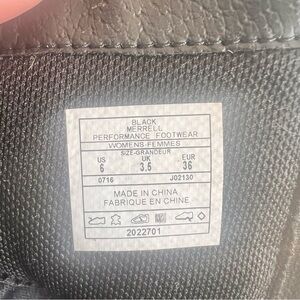 BLACK
MERRELL
PERFORMANCE FOOTWEAR
WOMENS-FEMMES
SIZE-GRANDEUR
US UK EUR
6 3.5 36
0716 J02130
MADE IN CHINA
FABRIQUE EN CHINE
2022701